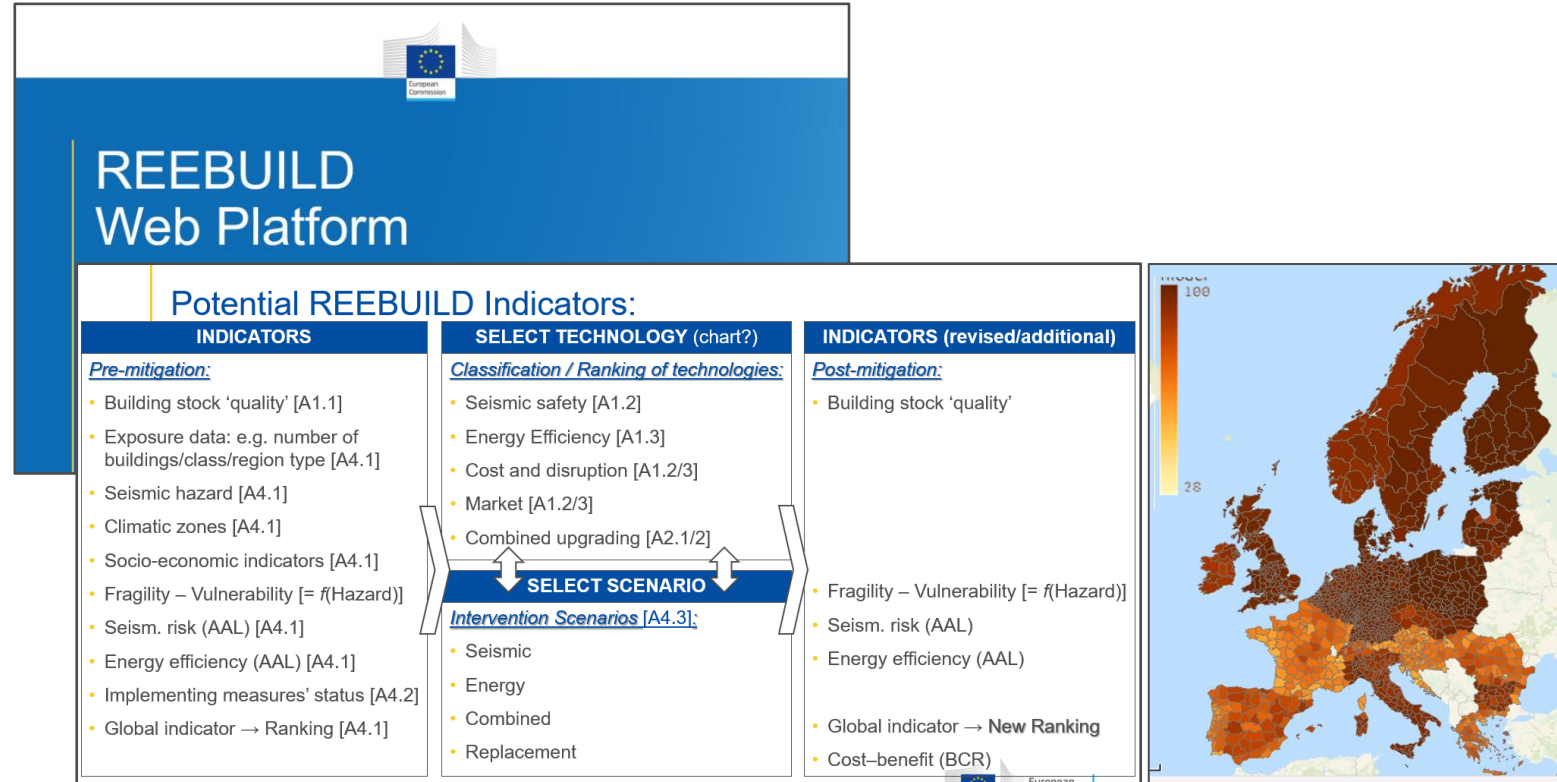 European
Commission
REEBUILD
Web Platform
Potential REEBUILD Indicators:
INDICATORS
Pre-mitigation:
• Building stock ‘quality’ [A1.1]
• Exposure data: e.g. number of
buildings/class/region type [A4.1]
• Seismic hazard [A4.1]
• Climatic zones [A4.1]
• Socio-economic indicators [A4.1]
• Fragility – Vulnerability [= f(Hazard)]
• Seism. risk (AAL) [A4.1]
• Energy efficiency (AAL) [A4.1]
• Implementing measures’ status [A4.2]
• Global indicator → Ranking [A4.1]
SELECT TECHNOLOGY (chart?)
Classification / Ranking of technologies:
• Seismic safety [A1.2]
• Energy Efficiency [A1.3]
• Cost and disruption [A1.2/3]
• Market [A1.2/3]
• Combined upgrading [A2.1/2]
SELECT SCENARIO
Intervention Scenarios [A4.3]:
• Seismic
• Energy
• Combined
• Replacement
INDICATORS (revised/additional)
Post-mitigation:
• Building stock ‘quality’
• Fragility – Vulnerability [= f(Hazard)]
• Seism. risk (AAL)
• Energy efficiency (AAL)
• Global indicator → New Ranking
• Cost–benefit (BCR)
European
100
28